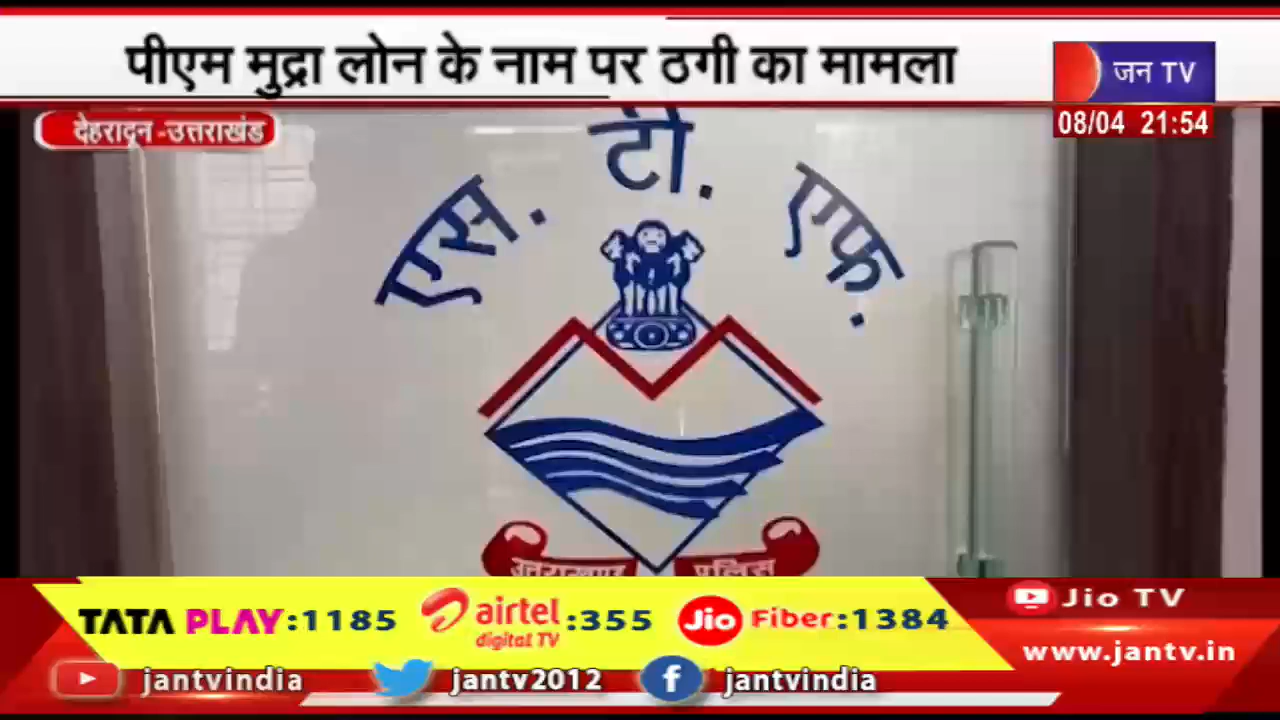 पीएम मुद्रा लोन के नाम पर ठगी का मामला
जन TV
08/04 21:54
देहरादून -उत्तराखंड
एस. टी. एफ.
उत्तराखण्ड पुलिस
TATA PLAY:1185 airtel digital TV :355 Jio Fiber:1384
Jio TV
www.jantv.in
jantvindia jantv2012 jantvindia